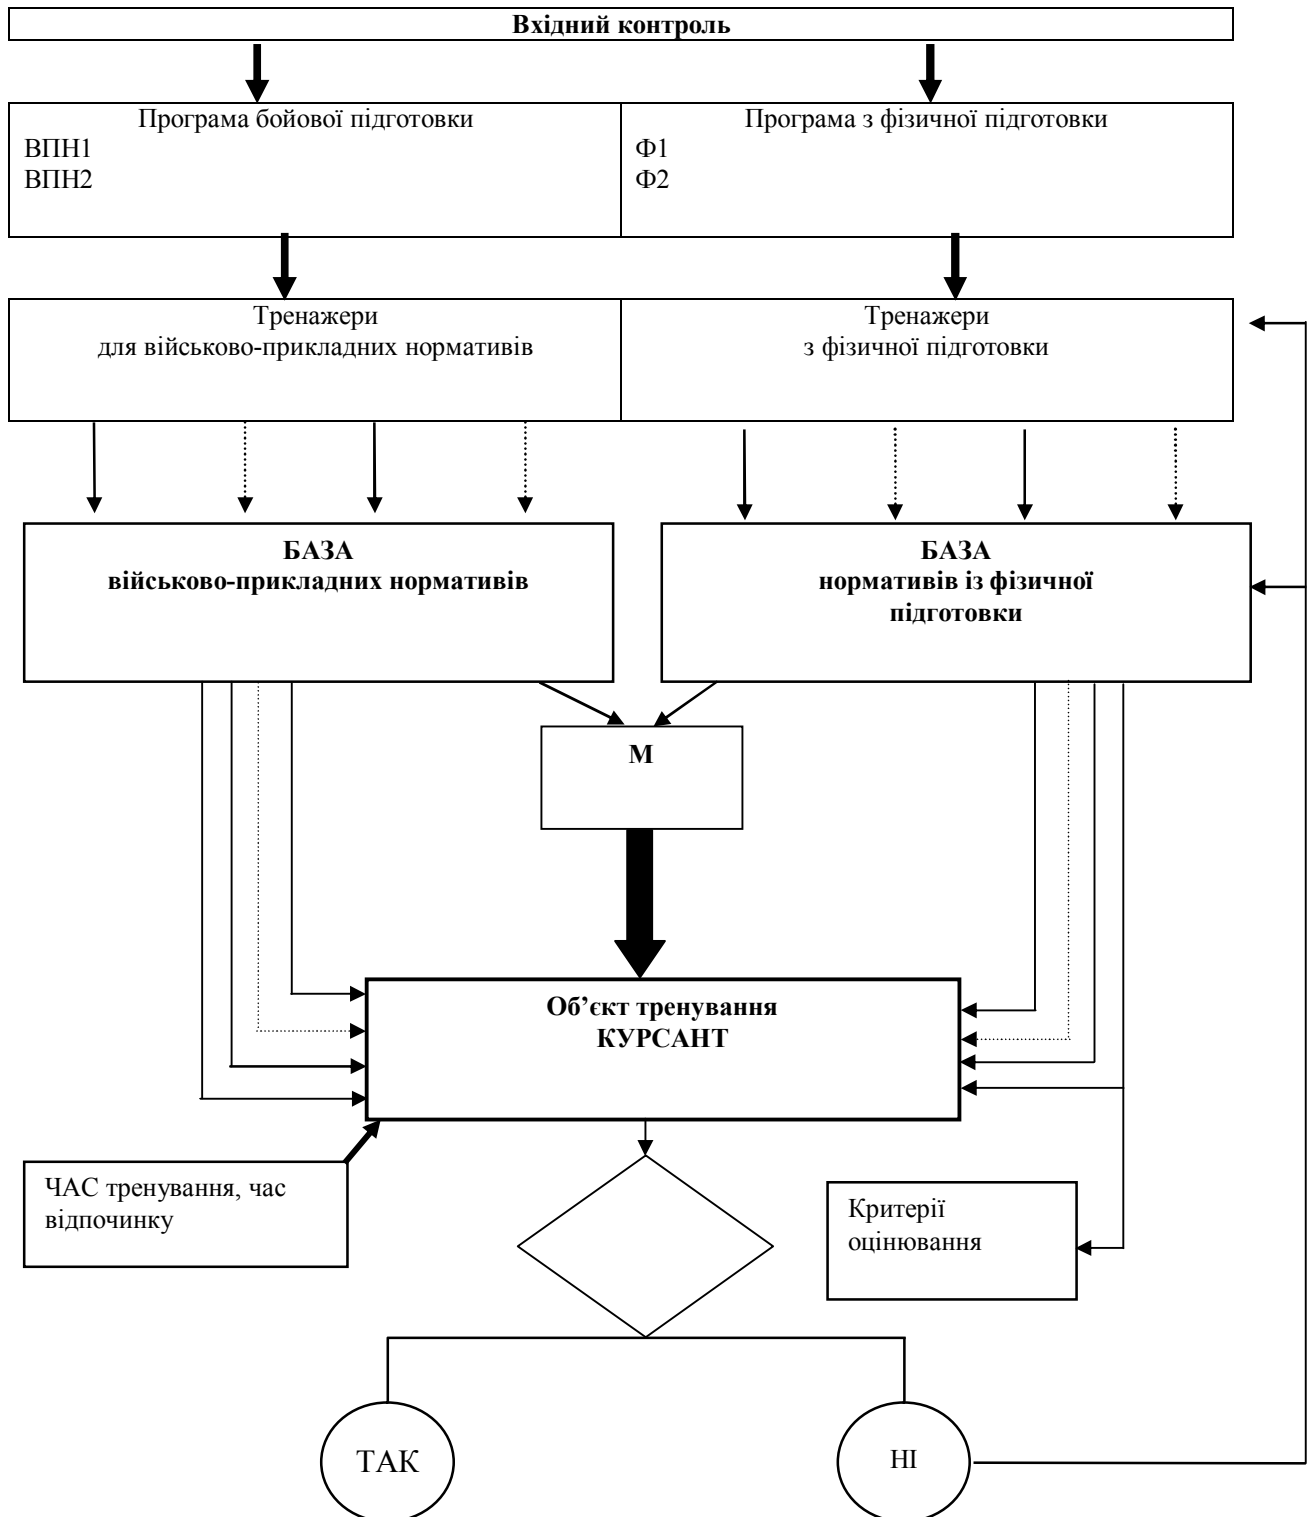 Вхідний контроль
Програма бойової підготовки
ВПН1
ВПН2
Програма з фізичної підготовки
Ф1
Ф2
Тренажери
для військово-прикладних нормативів
Тренажери
з фізичної підготовки
БАЗА
військово-прикладних нормативів
БАЗА
нормативів із фізичної
підготовки
М
Об’єкт тренування
КУРСАНТ
ЧАС тренування, час
відпочинку
Критерії
оцінювання
ТАК
НІ